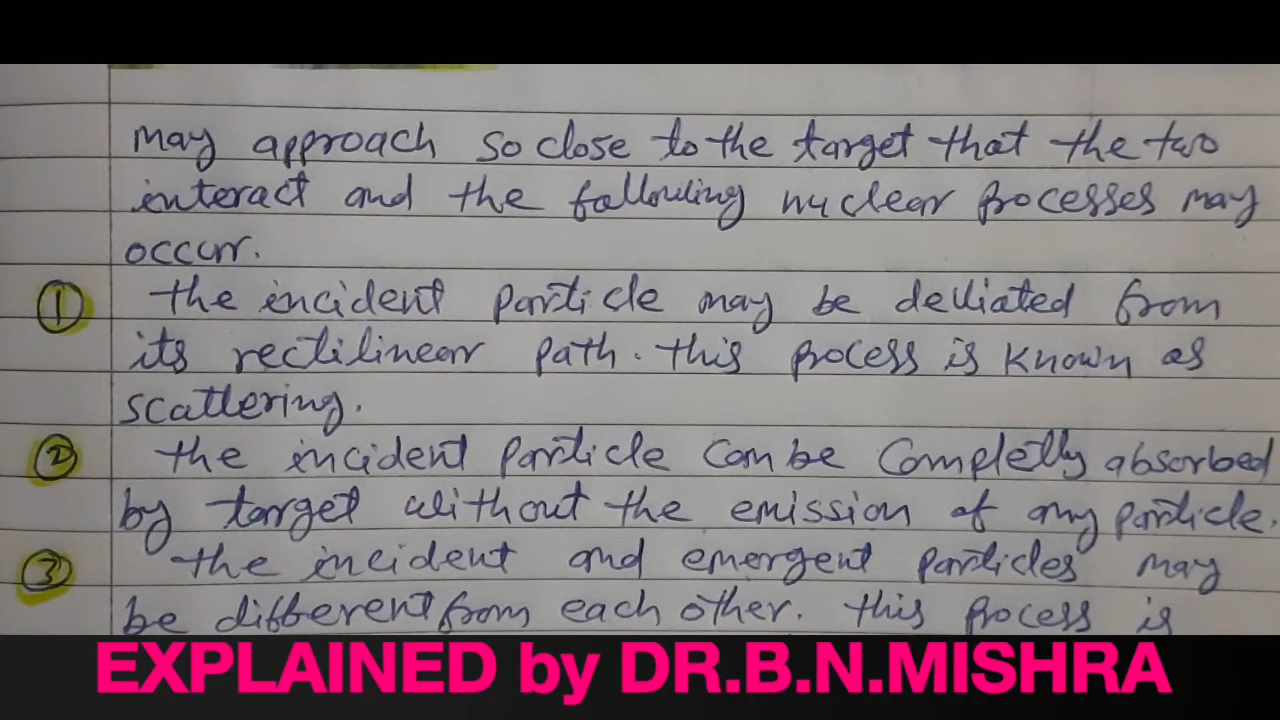 may approach so close to the target that the two
interact and the following nuclear processes may
occur.
① the incident particle may be deviated from
its rectilinear path. this process is known as
scattering.
② the incident particle can be completly absorbed
by target without the emission of any particle.
③ the incident and emergent particles may
be different from each other. this process is
EXPLAINED by DR.B.N.MISHRA